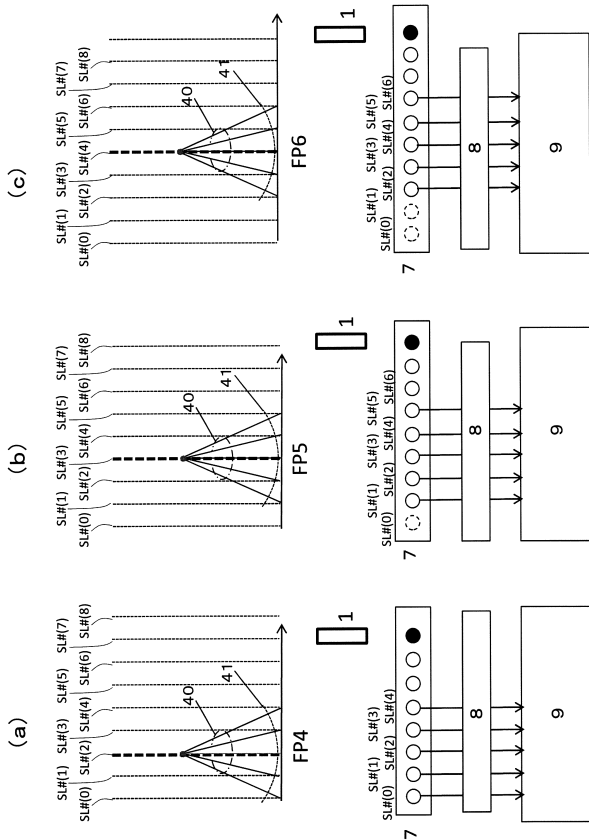 (a)
SL#(1) SL#(3) SL#(5) SL#(7)
SL#(0) SL#(2) SL#(4) SL#(6) SL#(8)
40
41
FP4
1
SL#(1) SL#(3)
SL#(0) SL#(2) SL#(4)
7
8
9
(b)
SL#(1) SL#(3) SL#(5) SL#(7)
SL#(0) SL#(2) SL#(4) SL#(6) SL#(8)
40
41
FP5
1
SL#(1) SL#(3) SL#(5)
SL#(0) SL#(2) SL#(4) SL#(6)
7
8
9
(c)
SL#(1) SL#(3) SL#(5) SL#(7)
SL#(0) SL#(2) SL#(4) SL#(6) SL#(8)
40
41
FP6
1
SL#(1) SL#(3) SL#(5)
SL#(0) SL#(2) SL#(4) SL#(6)
7
8
9